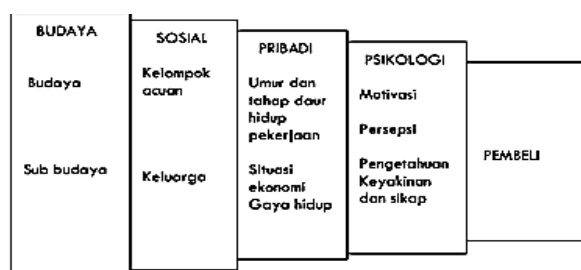 BUDAYA
Budaya
Sub budaya
SOSIAL
Kelompok
acuan
Keluarga
PRIBADI
Umur dan
tahap daur
hidup
pekerjaan
Situasi
ekonomi
Gaya hidup
PSIKOLOGI
Motivasi
Persepsi
Pengetahuan
Keyakinan
dan sikap
PEMBELI